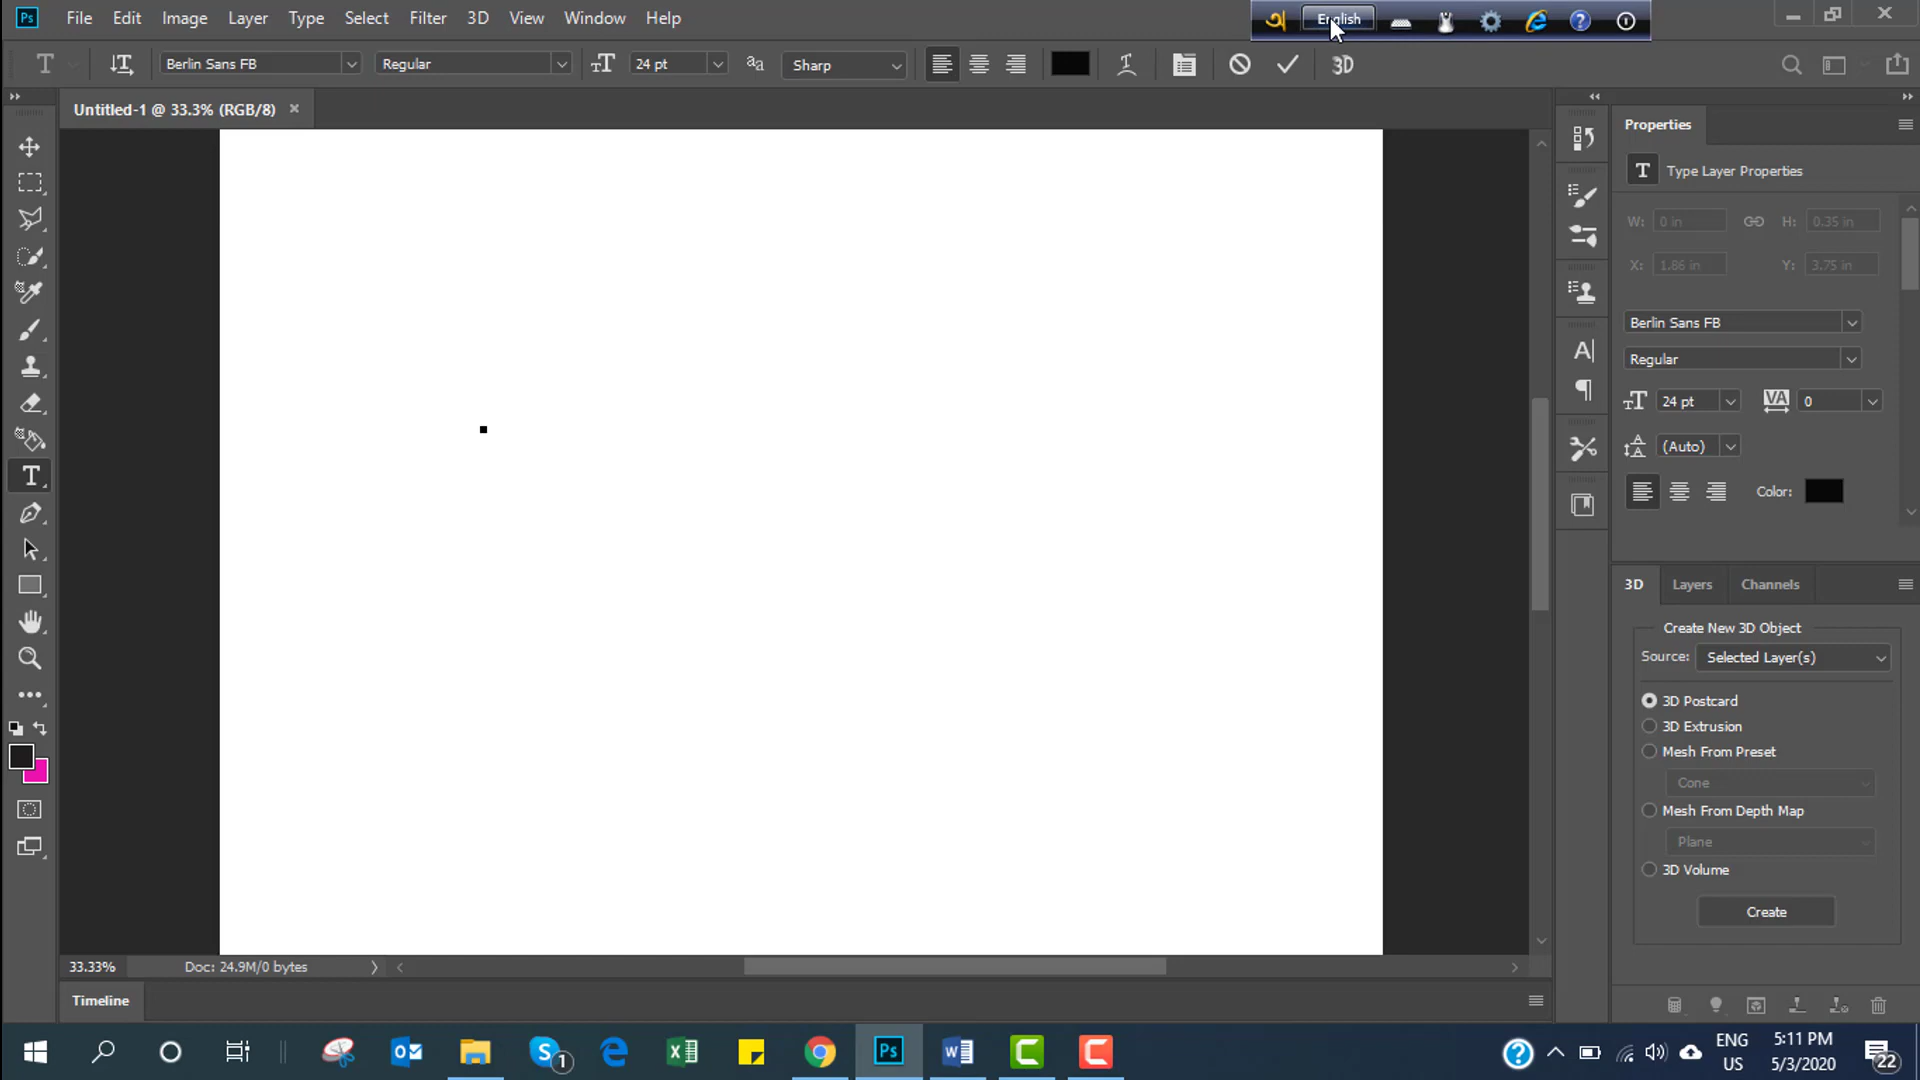 Ps File Edit Image Layer Type Select Filter 3D View Window Help
অ English
Berlin Sans FB Regular 24 pt Sharp 3D
Untitled-1 @ 33.3% (RGB/8)
Properties
T Type Layer Properties
W: 0 in H: 0.35 in
X: 1.86 in Y: 3.75 in
Berlin Sans FB
Regular
24 pt VA 0
(Auto)
Color:
3D Layers Channels
Create New 3D Object
Source: Selected Layer(s)
3D Postcard
3D Extrusion
Mesh From Preset
Cone
Mesh From Depth Map
Plane
3D Volume
Create
33.33% Doc: 24.9M/0 bytes
Timeline
1 Ps
ENG
US
5:11 PM
5/3/2020
22